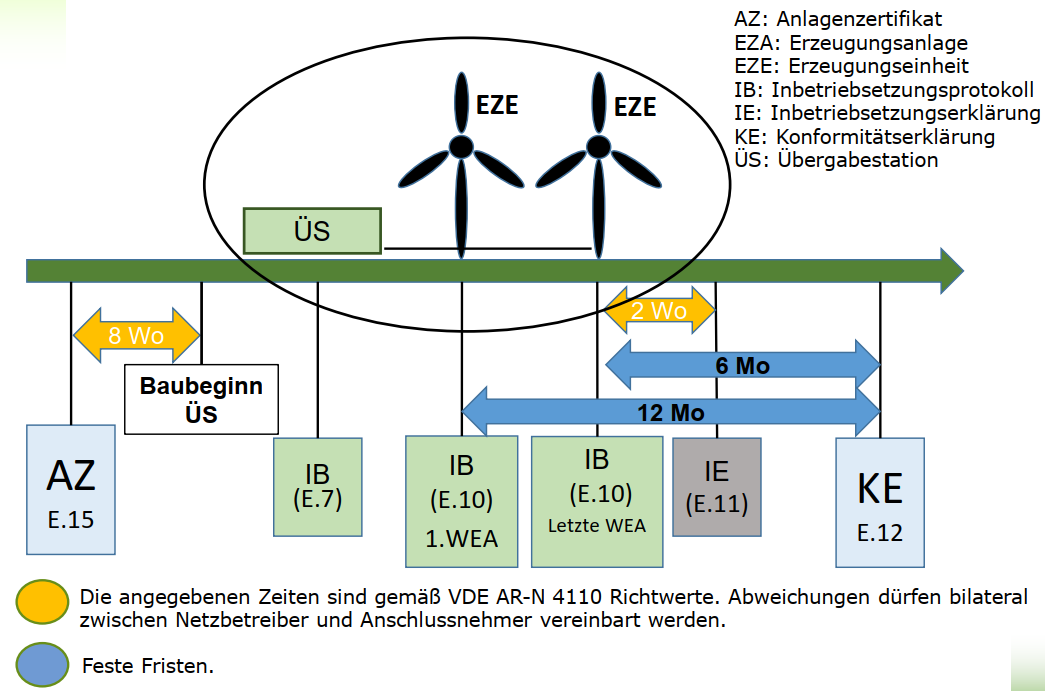 AZ: Anlagenzertifikat
EZA: Erzeugungsanlage
EZE: Erzeugungseinheit
IB: Inbetriebsetzungsprotokoll
IE: Inbetriebsetzungserklärung
KE: Konformitätserklärung
ÜS: Übergabestation
EZE
EZE
ÜS
8 Wo
2 Wo
Baubeginn
ÜS
6 Mo
12 Mo
AZ
E.15
IB
(E.7)
IB
(E.10)
1.WEA
IB
(E.10)
Letzte WEA
IE
(E.11)
KE
E.12
Die angegebenen Zeiten sind gemäß VDE AR-N 4110 Richtwerte. Abweichungen dürfen bilateral
zwischen Netzbetreiber und Anschlussnehmer vereinbart werden.
Feste Fristen.